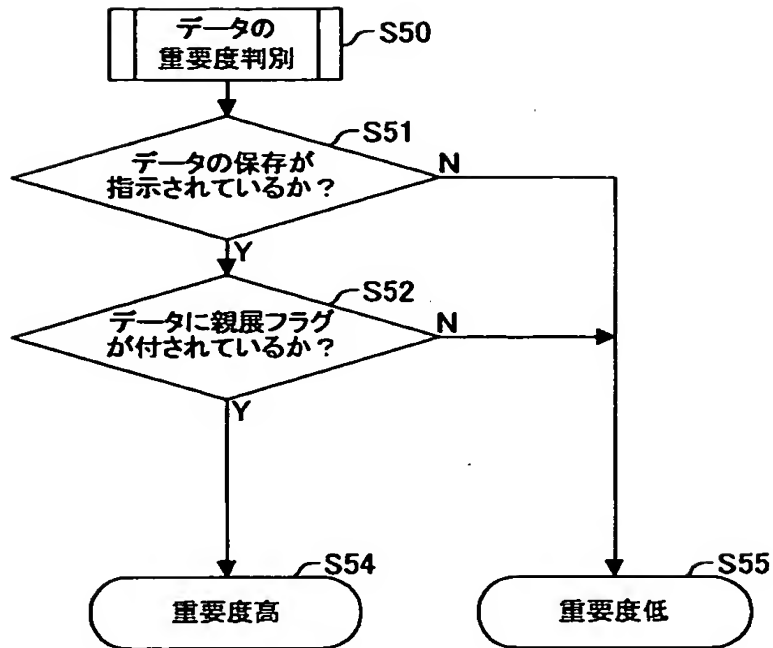 データの
重要度判別
S50
S51
データの保存が
指示されているか?
N
Y
S52
データに親展フラグ
が付されているか?
N
Y
S54
重要度高
S55
重要度低